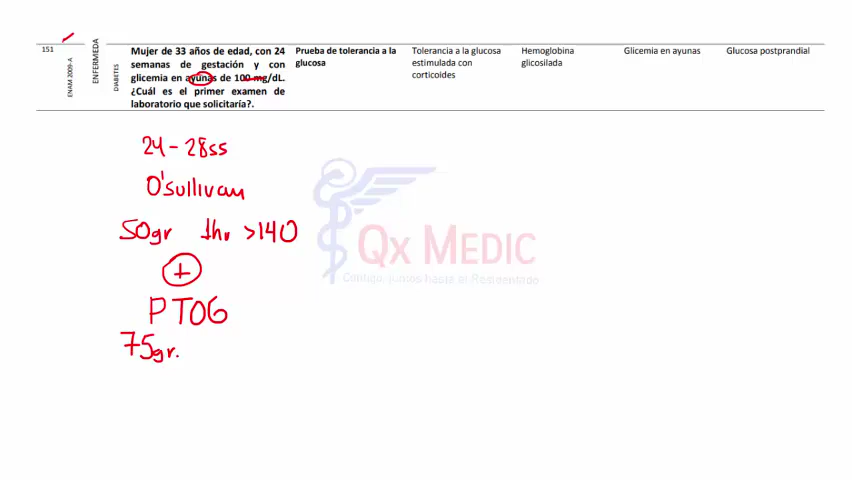 151
ENAM 2009-A
ENFERMEDA
DIABETES
Mujer de 33 años de edad, con 24
semanas de gestación y con
glicemia en ayunas de 100 mg/dL.
¿Cuál es el primer examen de
laboratorio que solicitaría?.
Prueba de tolerancia a la
glucosa
Tolerancia a la glucosa
estimulada con
corticoides
Hemoglobina
glicosilada
Glicemia en ayunas
Glucosa postprandial
24-28ss
O'sullivan
50gr 1hr >140
+
PTOG
75gr.
Qx MEDIC
Contigo, juntos hasta el Residentado